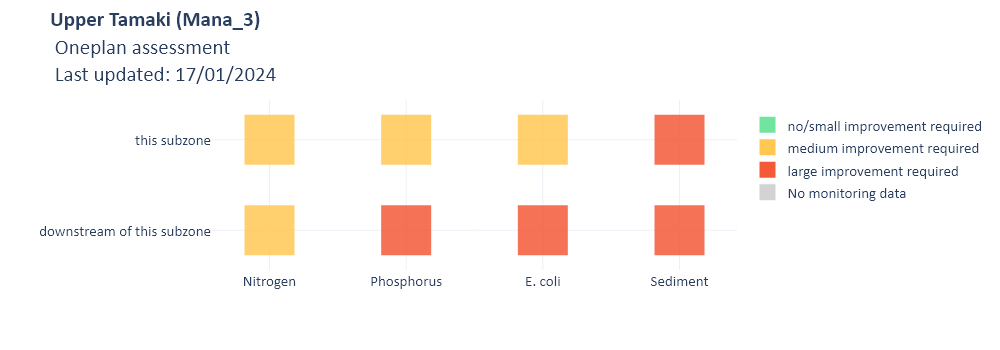 Upper Tamaki (Mana_3)
Oneplan assessment
Last updated: 17/01/2024
this subzone
downstream of this subzone
Nitrogen
Phosphorus
E. coli
Sediment
no/small improvement required
medium improvement required
large improvement required
No monitoring data